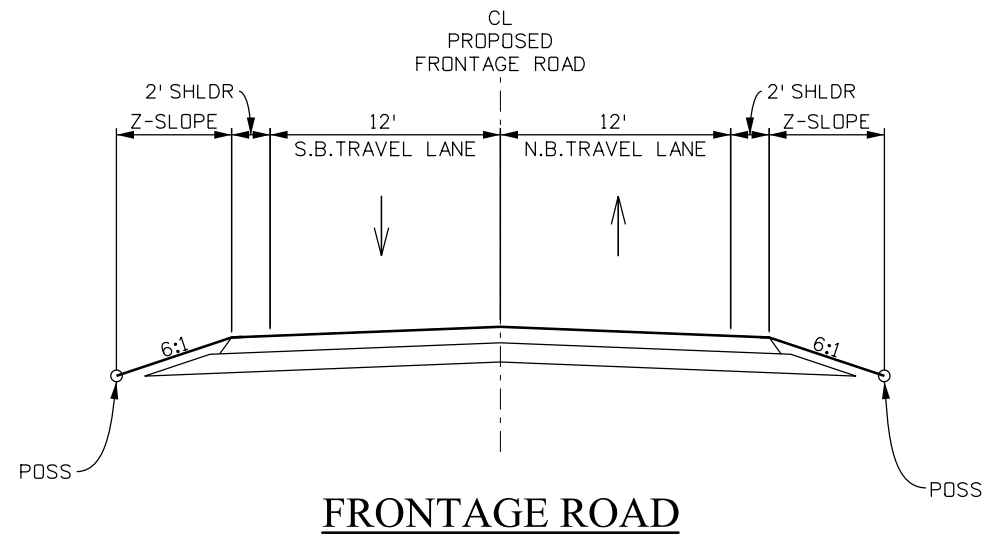 CL
PROPOSED
FRONTAGE ROAD
2' SHLDR
2' SHLDR
Z-SLOPE
12'
12'
Z-SLOPE
S.B.TRAVEL LANE
N.B.TRAVEL LANE
6:1
6:1
POSS
POSS
FRONTAGE ROAD